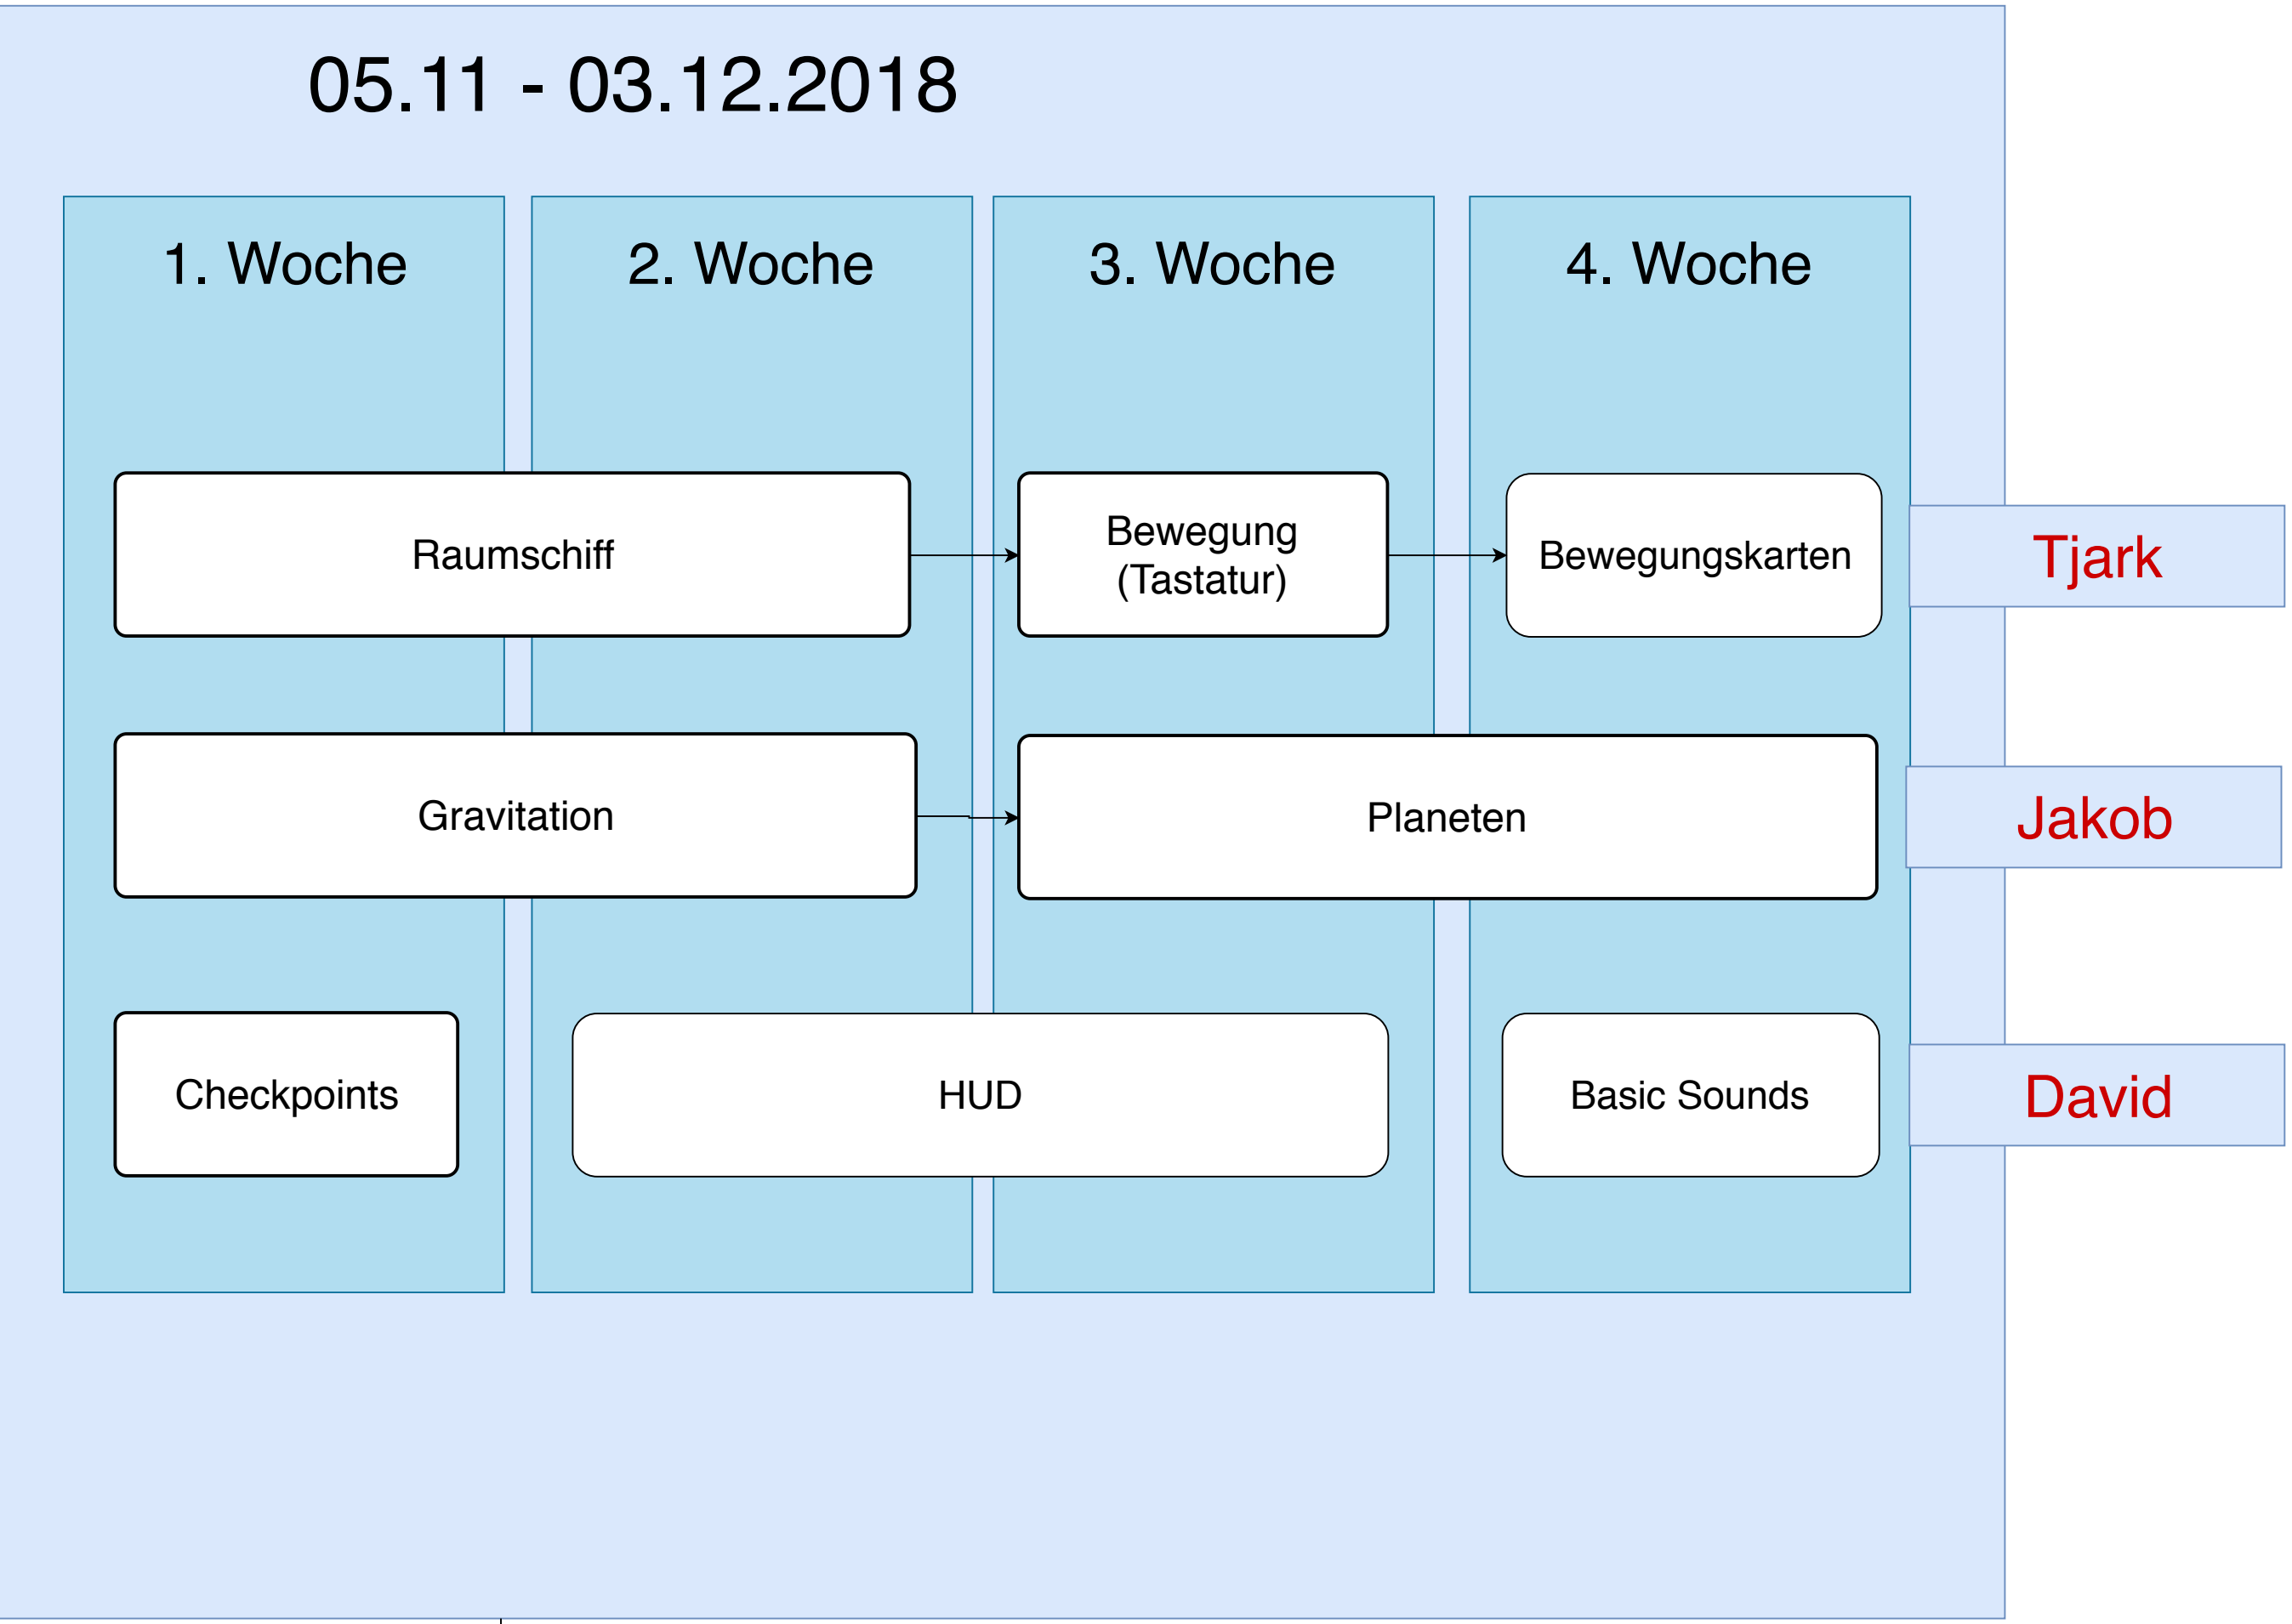 05.11 - 03.12.2018
1. Woche
2. Woche
3. Woche
4. Woche
Raumschiff
Bewegung
(Tastatur)
Bewegungskarten
Tjark
Gravitation
Planeten
Jakob
Checkpoints
HUD
Basic Sounds
David